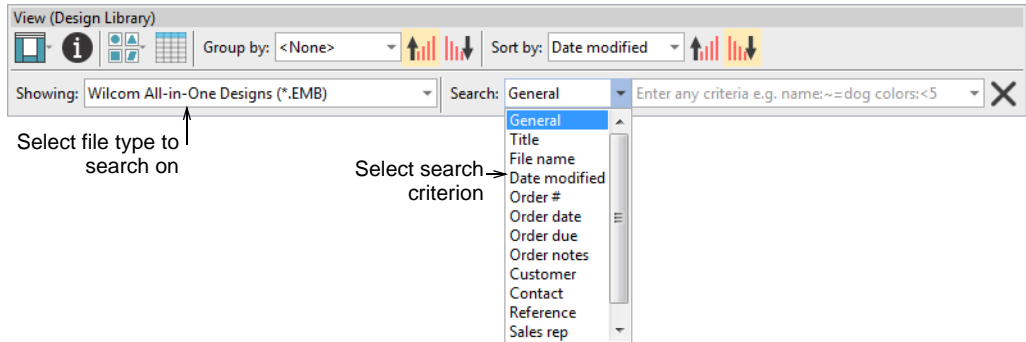 View (Design Library)
Group by: <None> Sort by: Date modified
Showing: Wilcom All-in-One Designs (*.EMB) Search: General Enter any criteria e.g. name:~=dog colors:<5
General
Title
File name
Date modified
Order #
Order date
Order due
Order notes
Customer
Contact
Reference
Sales rep
Select file type to
search on
Select search
criterion